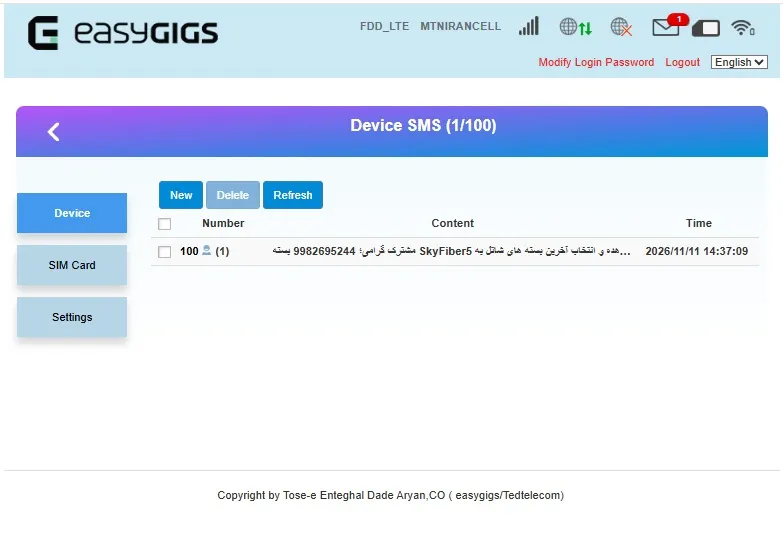 easyGIGS
FDD_LTE MTNIRANCELL 1 0
Modify Login Password Logout English
Device SMS (1/100)
New Delete Refresh
Device
Number Content Time
100 (1) مشترک گرامی؛ 9982695244 بسته SkyFiber5 هده و انتخاب آخرین بسته های شاتل به... 2026/11/11 14:37:09
SIM Card
Settings
Copyright by Tose-e Enteghal Dade Aryan,CO ( easygigs/Tedtelecom)